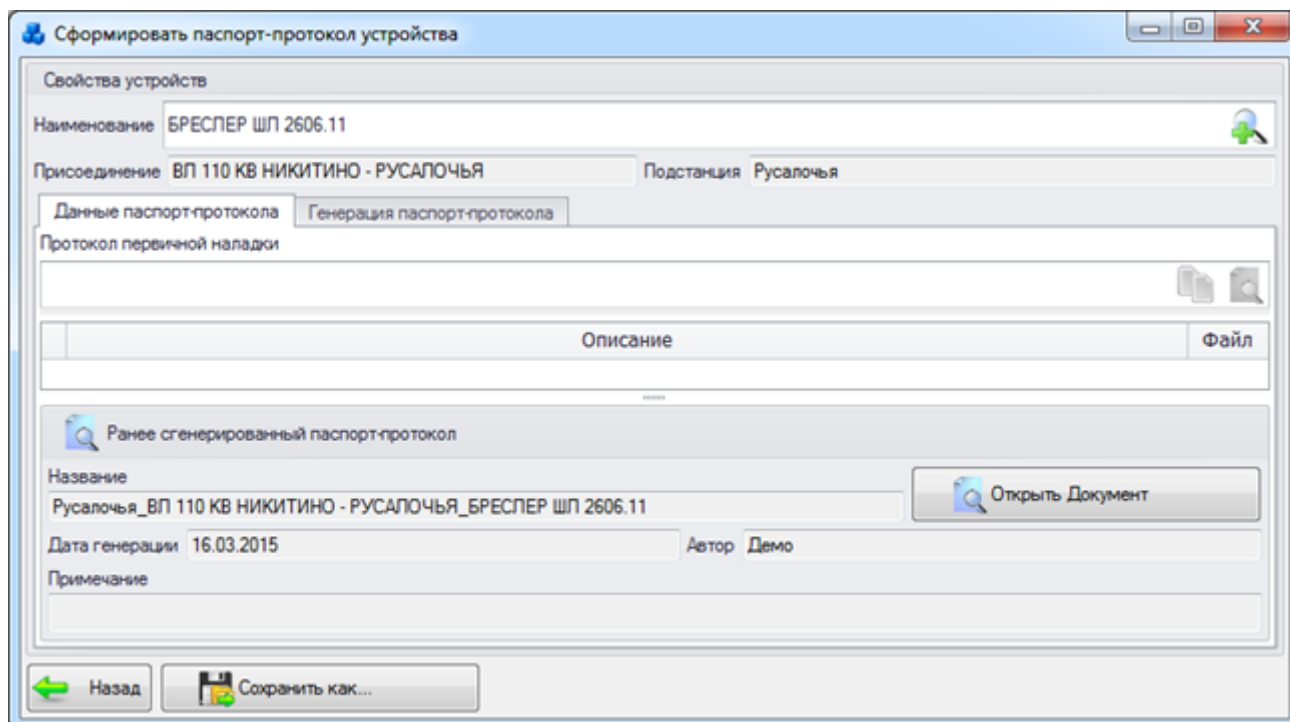 Сформировать паспорт-протокол устройства
Свойства устройств
Наименование БРЕСЛЕР ШЛ 2606.11
Присоединение ВЛ 110 КВ НИКИТИНО - РУСАЛОЧЬЯ Подстанция Русалочья
Данные паспорт-протокола Генерация паспорт-протокола
Протокол первичной наладки
Описание Файл
Ранее сгенерированный паспорт-протокол
Название
Русалочья_ВЛ 110 КВ НИКИТИНО - РУСАЛОЧЬЯ_БРЕСЛЕР ШЛ 2606.11
Открыть Документ
Дата генерации 16.03.2015 Автор Демо
Примечание
Назад Сохранить как...